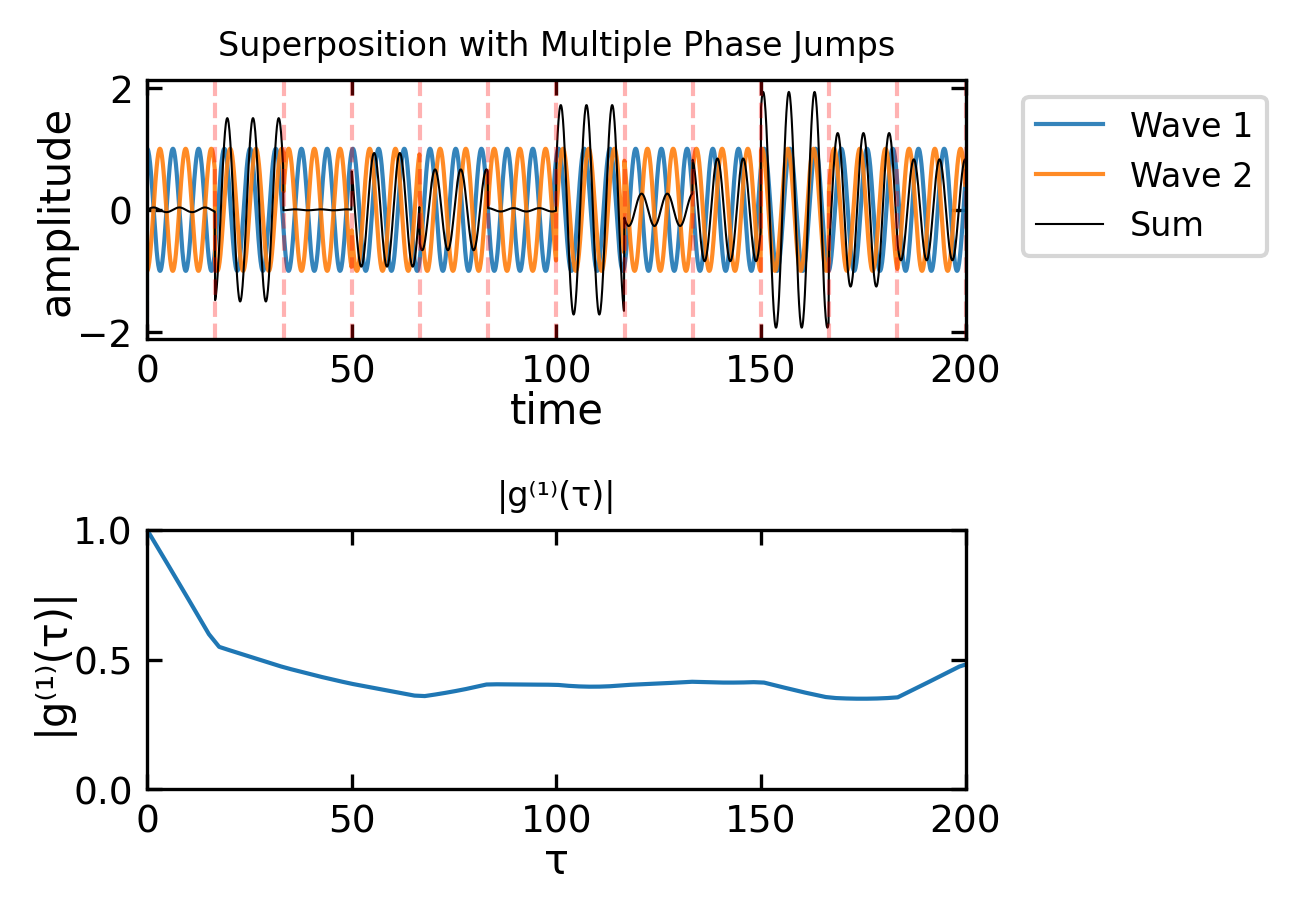 Superposition with Multiple Phase Jumps
amplitude
2
0
−2
0 50 100 150 200
time
Wave 1
Wave 2
Sum
|g⁽¹⁾(τ)|
|g⁽¹⁾(τ)|
1.0
0.5
0.0
0 50 100 150 200
τ